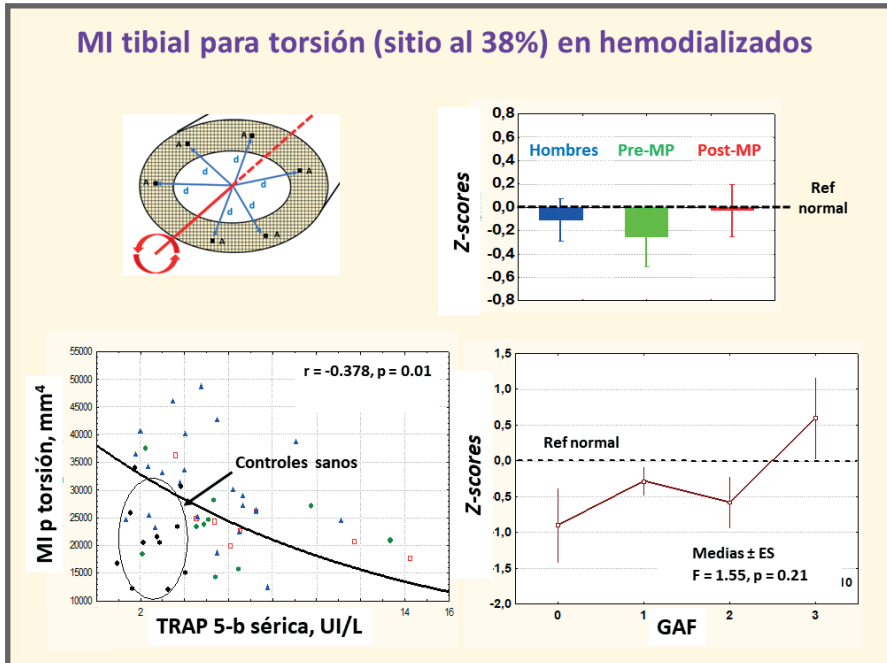 MI tibial para torsión (sitio al 38%) en hemodializados
A
A
A
A
A
A
d
d
d
d
d
d
Z-scores
0,8
0,6
0,4
0,2
0,0
-0,2
-0,4
-0,6
-0,8
Hombres Pre-MP Post-MP
Ref
normal
MI p torsión, mm4
55000
50000
45000
40000
35000
30000
25000
20000
15000
10000
r = -0.378, p = 0.01
Controles sanos
2 14 16
TRAP 5-b sérica, UI/L
Z-scores
1,5
1,0
0,5
0,0
-0,5
-1,0
-1,5
-2,0
Ref normal
Medias ± ES
F = 1.55, p = 0.21
0 1 2 3
GAF